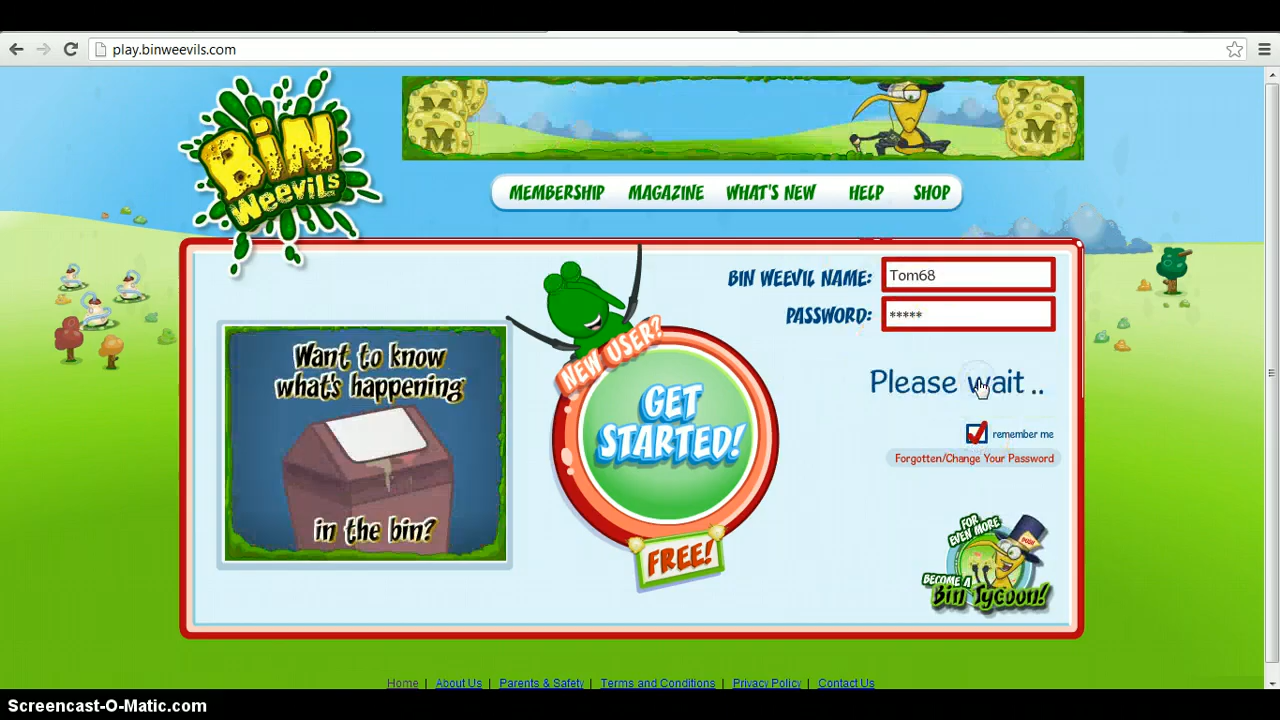 play.binweevils.com
BiN
WeeviLs
M M M M
MEMBERSHIP MAGAZINE WHAT'S NEW HELP SHOP
BIN WEEVIL NAME: Tom68
PASSWORD: *****
Want to know
what's happening
in the bin?
NEW USER?
GET
STARTED!
FREE!
Please wait ..
remember me
Forgotten/Change Your Password
FOR
EVEN MORE
BECOME A
Bin Tycoon!
Home | About Us | Parents & Safety | Terms and Conditions | Privacy Policy | Contact Us
Screencast-O-Matic.com